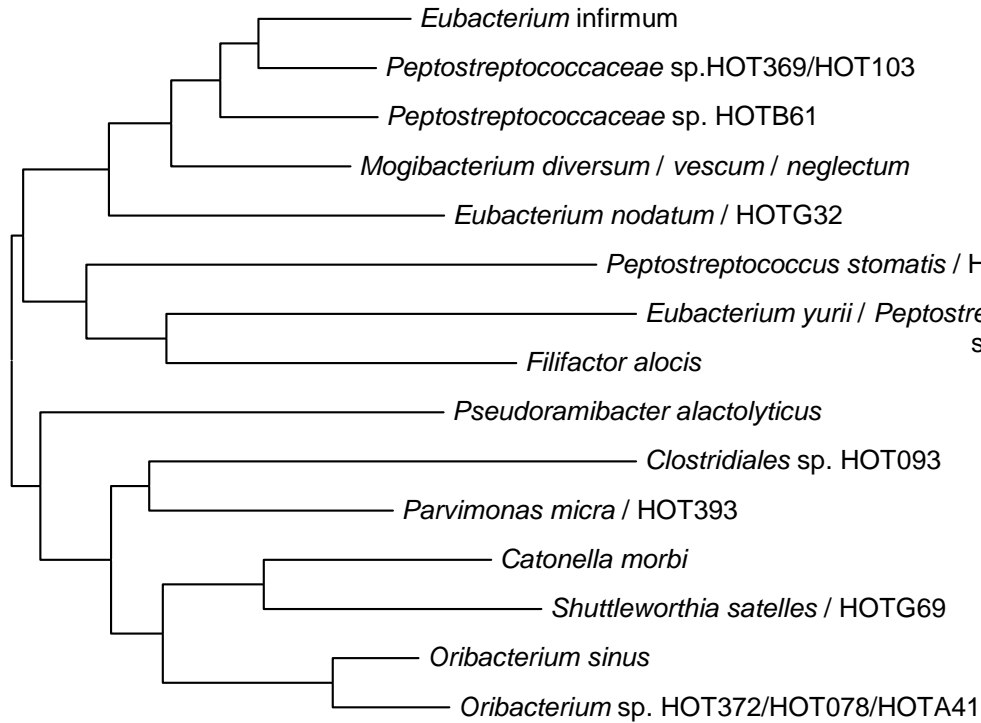 Eubacterium infirmum
Peptostreptococcaceae sp.HOT369/HOT103
Peptostreptococcaceae sp. HOTB61
Mogibacterium diversum / vescum / neglectum
Eubacterium nodatum / HOTG32
Peptostreptococcus stomatis / H
Eubacterium yurii / Peptostre
s
Filifactor alocis
Pseudoramibacter alactolyticus
Clostridiales sp. HOT093
Parvimonas micra / HOT393
Catonella morbi
Shuttleworthia satelles / HOTG69
Oribacterium sinus
Oribacterium sp. HOT372/HOT078/HOTA41